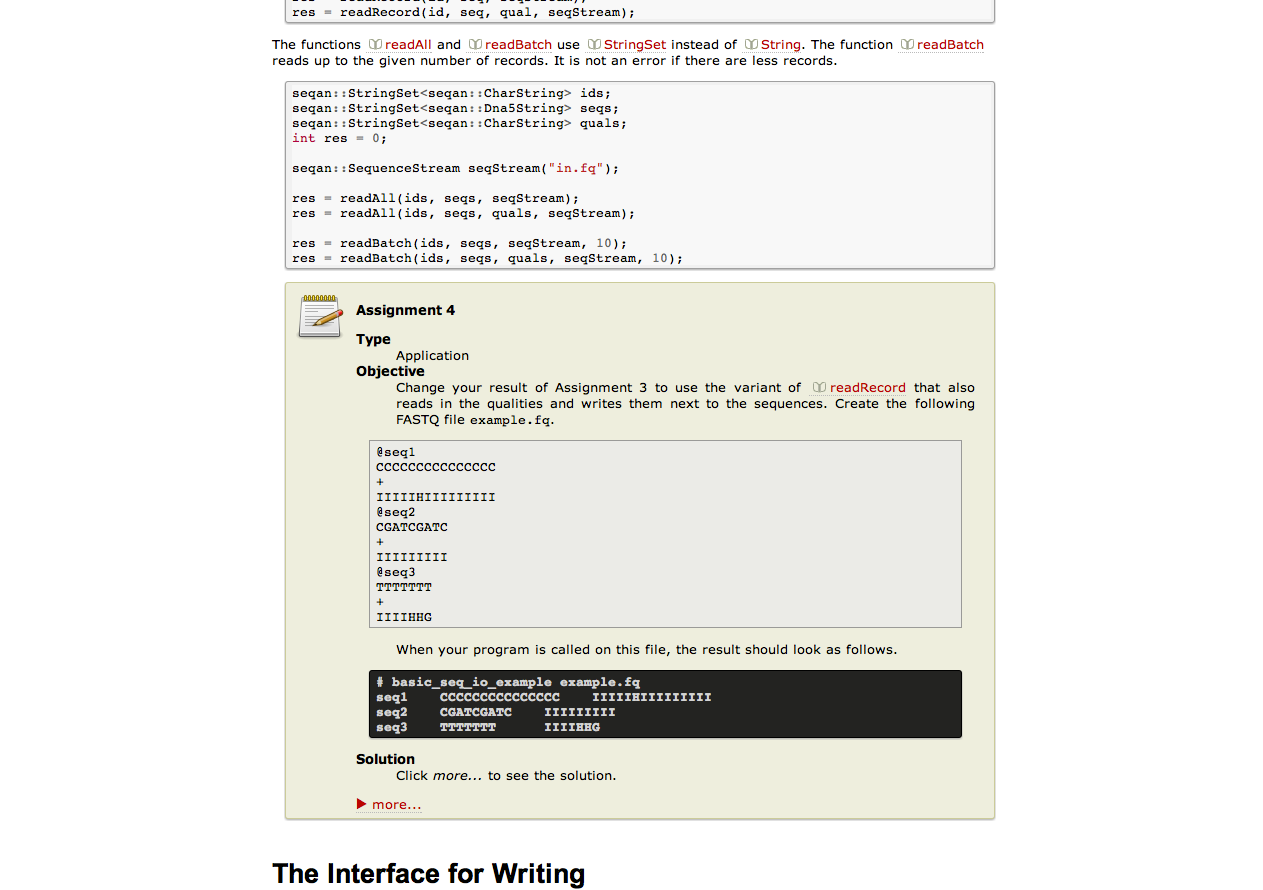 res = readRecord(id, seq, qual, seqStream);
The functions readAll and readBatch use StringSet instead of String. The function readBatch
reads up to the given number of records. It is not an error if there are less records.
seqan::StringSet<seqan::CharString> ids;
seqan::StringSet<seqan::Dna5String> seqs;
seqan::StringSet<seqan::CharString> quals;
int res = 0;
seqan::SequenceStream seqStream("in.fq");
res = readAll(ids, seqs, seqStream);
res = readAll(ids, seqs, quals, seqStream);
res = readBatch(ids, seqs, seqStream, 10);
res = readBatch(ids, seqs, quals, seqStream, 10);
Assignment 4
Type
Application
Objective
Change your result of Assignment 3 to use the variant of readRecord that also
reads in the qualities and writes them next to the sequences. Create the following
FASTQ file example.fq.
@seq1
CCCCCCCCCCCCCCC
+
IIIIIHIIIIIIIII
@seq2
CGATCGATC
+
IIIIIIIII
@seq3
TTTTTTT
+
IIIIHHG
When your program is called on this file, the result should look as follows.
# basic_seq_io_example example.fq
seq1    CCCCCCCCCCCCCCC    IIIIIHIIIIIIIII
seq2    CGATCGATC    IIIIIIIII
seq3    TTTTTTT      IIIIHHG
Solution
Click more... to see the solution.
more...
The Interface for Writing